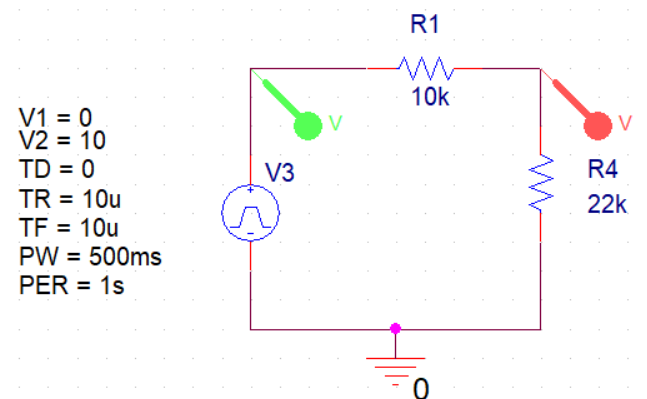 R1
10k
V
V
V1 = 0
V2 = 10
TD = 0
TR = 10u
TF = 10u
PW = 500ms
PER = 1s
V3
R4
22k
0